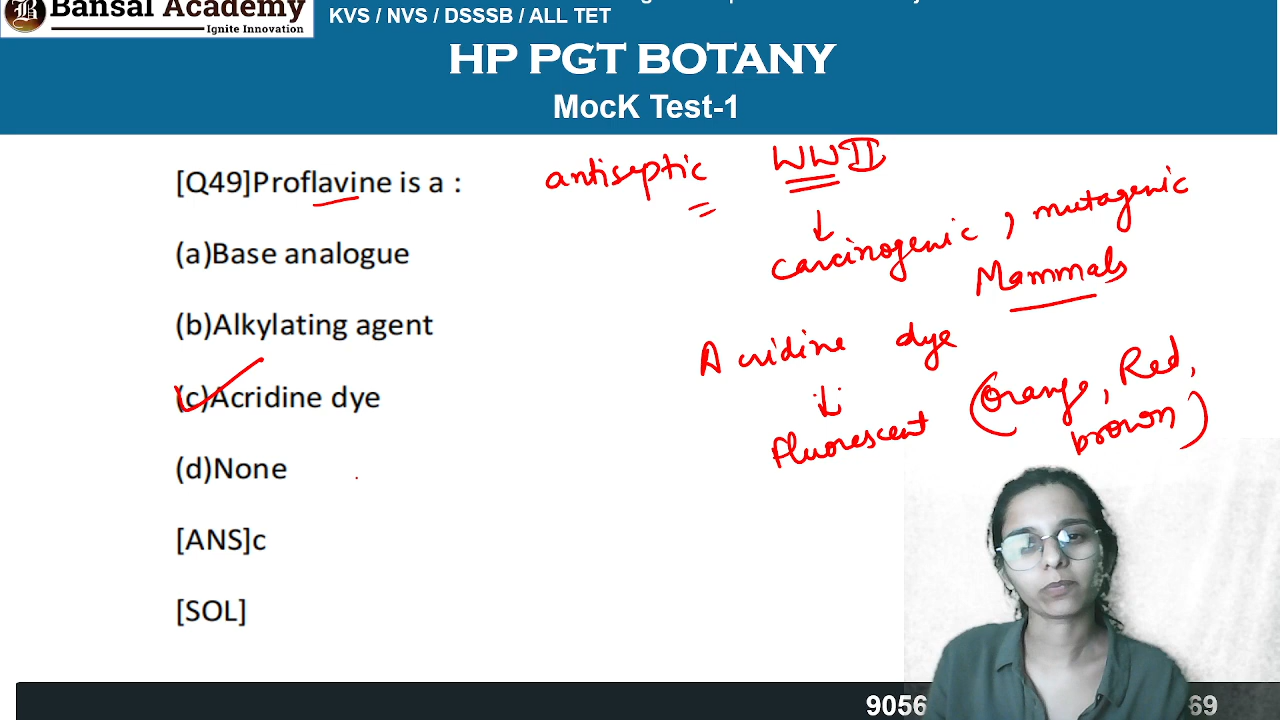 Bansal Academy
Ignite Innovation
KVS / NVS / DSSSB / ALL TET
HP PGT BOTANY
MocK Test-1
[Q49]Proflavine is a :
(a)Base analogue
(b)Alkylating agent
(c)Acridine dye
(d)None
[ANS]c
[SOL]
antiseptic WWII
carcinogenic, mutagenic
Mammals
Acridine dye
fluorescent (Orange, Red,
brown)
9056
69